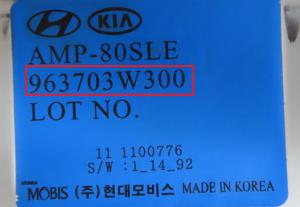 KIA
AMP-80SLE
963703W300
LOT NO.
11 1100776
S/W :1_14_92
HYUNDAI
MOBIS (주)현대모비스 MADE IN KOREA